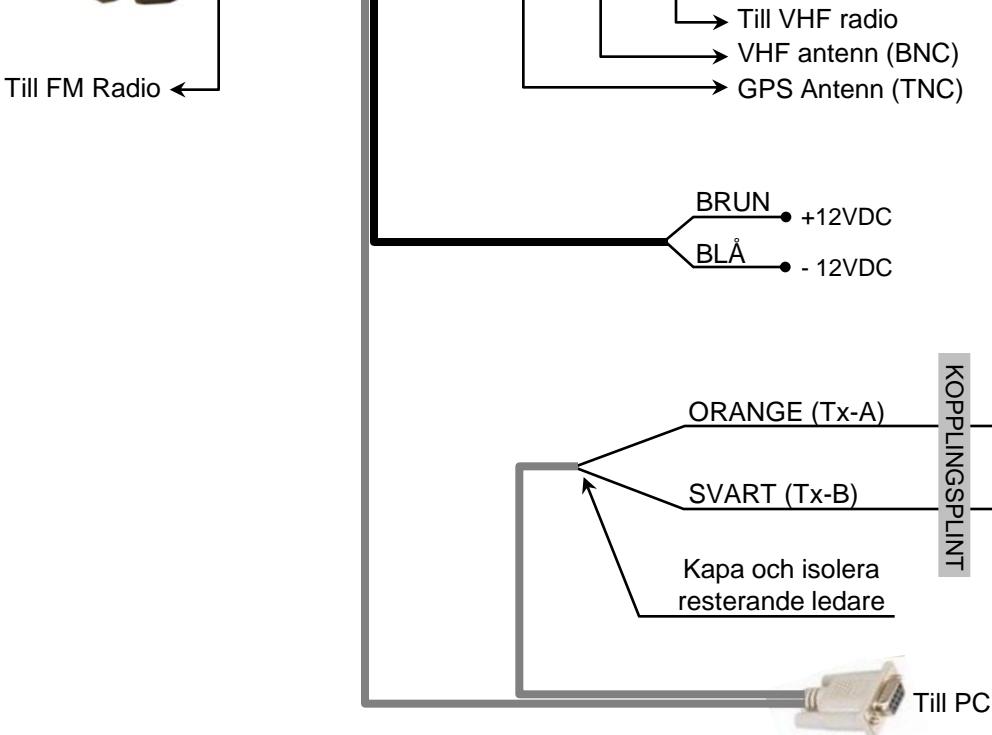 Till VHF radio
VHF antenn (BNC)
Till FM Radio
GPS Antenn (TNC)
BRUN
+12VDC
BLÅ
- 12VDC
KOPPLINGSPLINT
ORANGE (Tx-A)
SVART (Tx-B)
Kapa och isolera
resterande ledare
Till PC